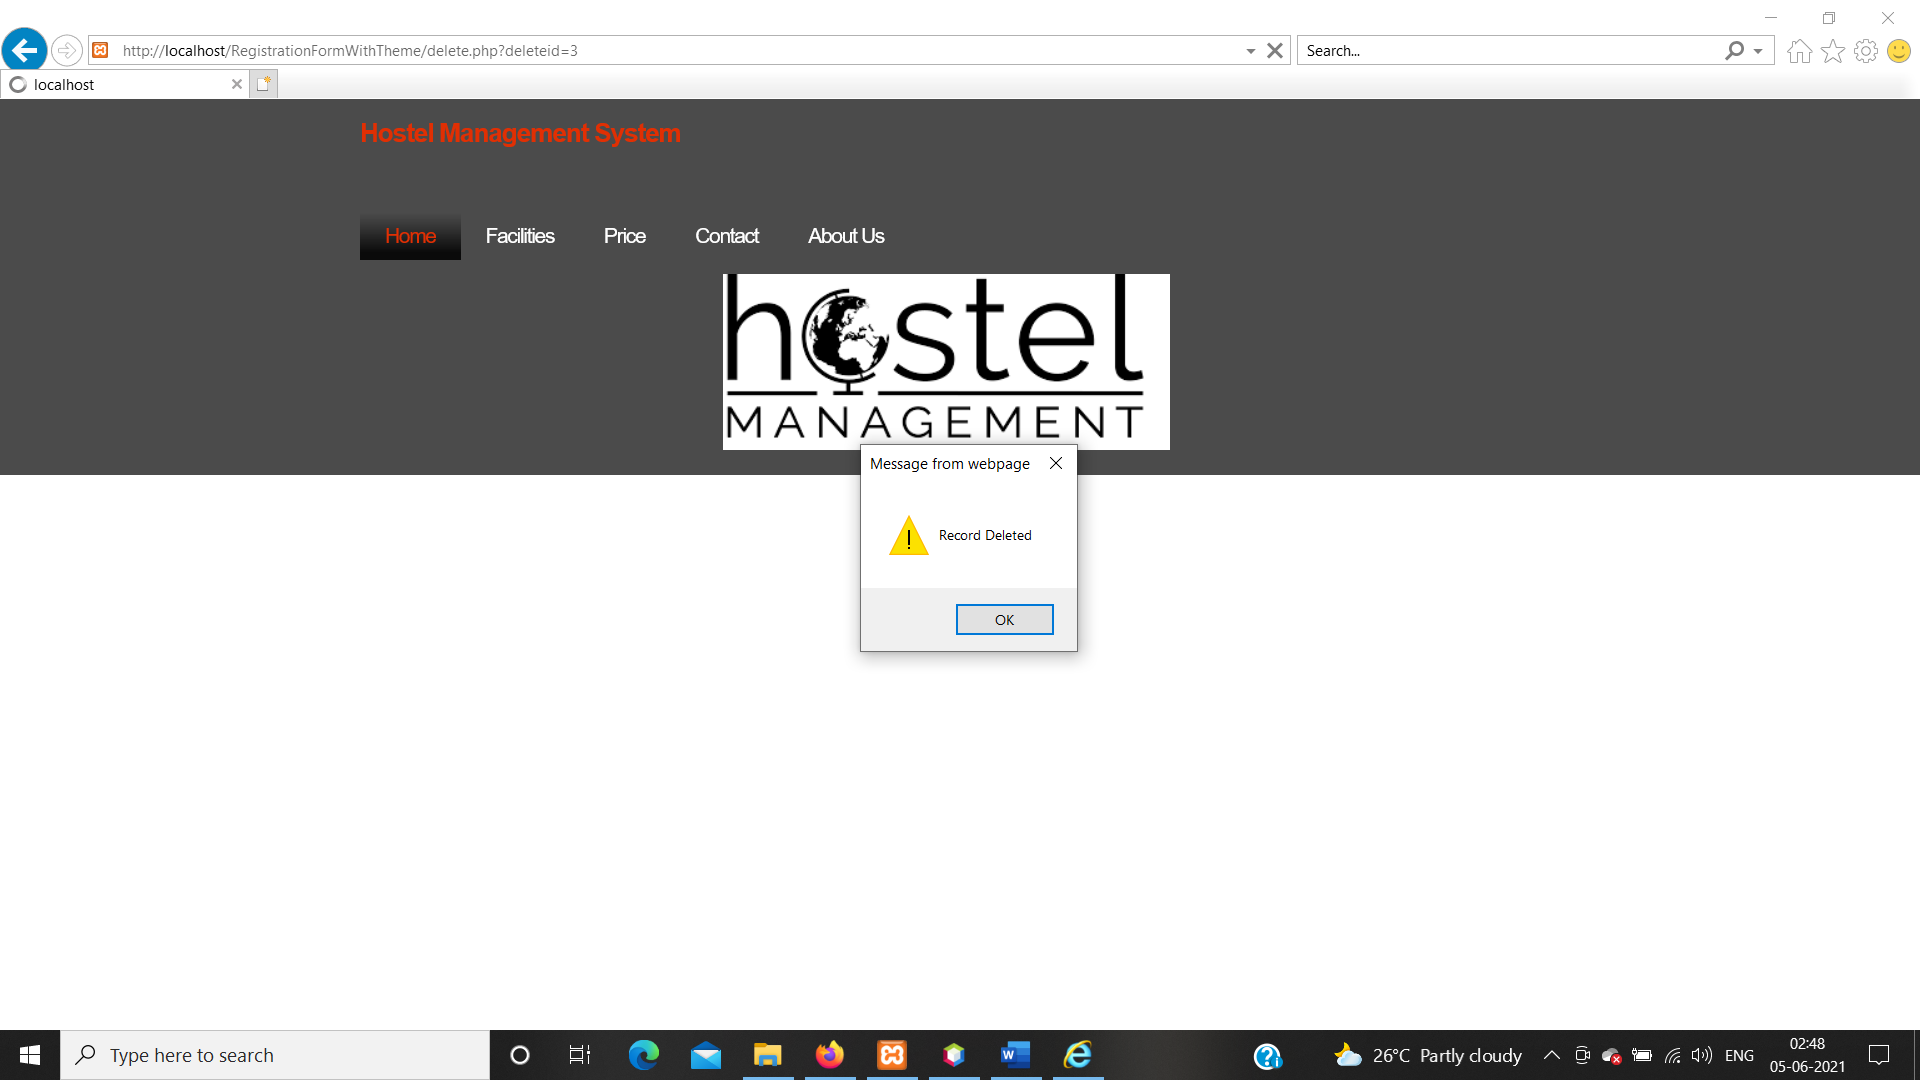 http://localhost/RegistrationFormWithTheme/delete.php?deleteid=3
Search...
localhost
Hostel Management System
Home Facilities Price Contact About Us
hostel
MANAGEMENT
Message from webpage
Record Deleted
OK
Type here to search
26°C Partly cloudy
ENG
02:48
05-06-2021